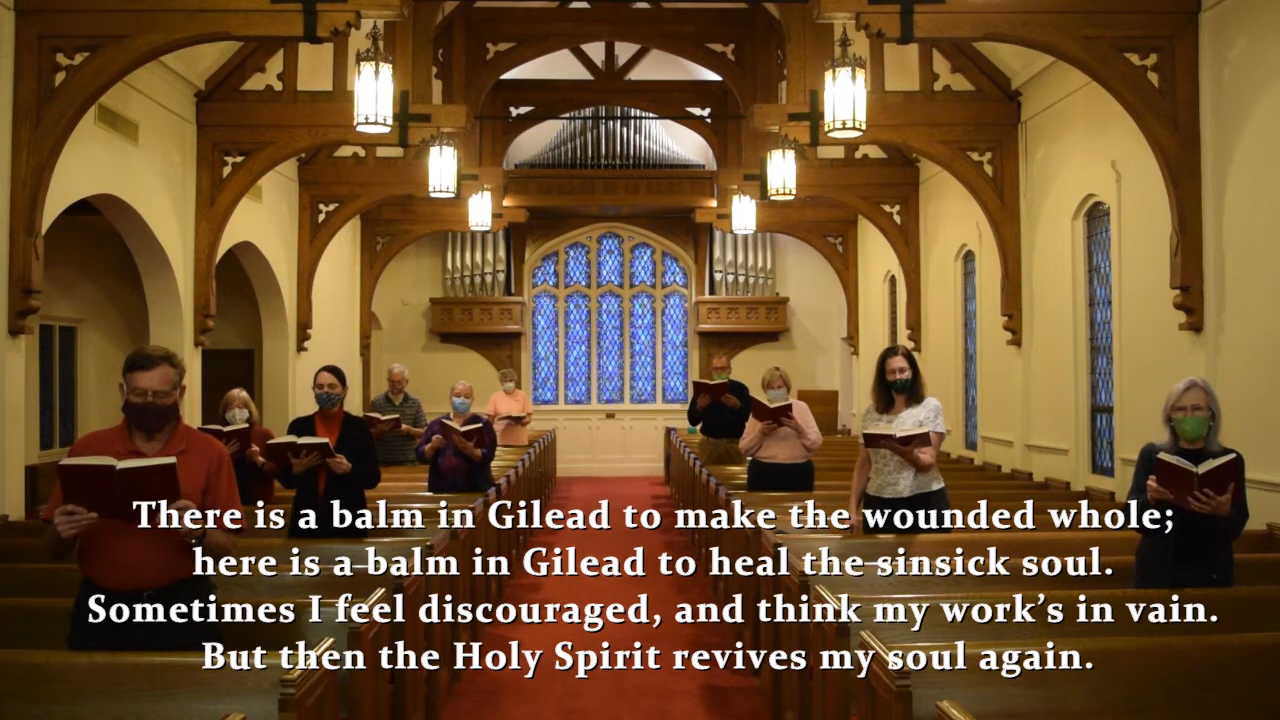 There is a balm in Gilead to make the wounded whole;
here is a balm in Gilead to heal the sinsick soul.
Sometimes I feel discouraged, and think my work’s in vain.
But then the Holy Spirit revives my soul again.